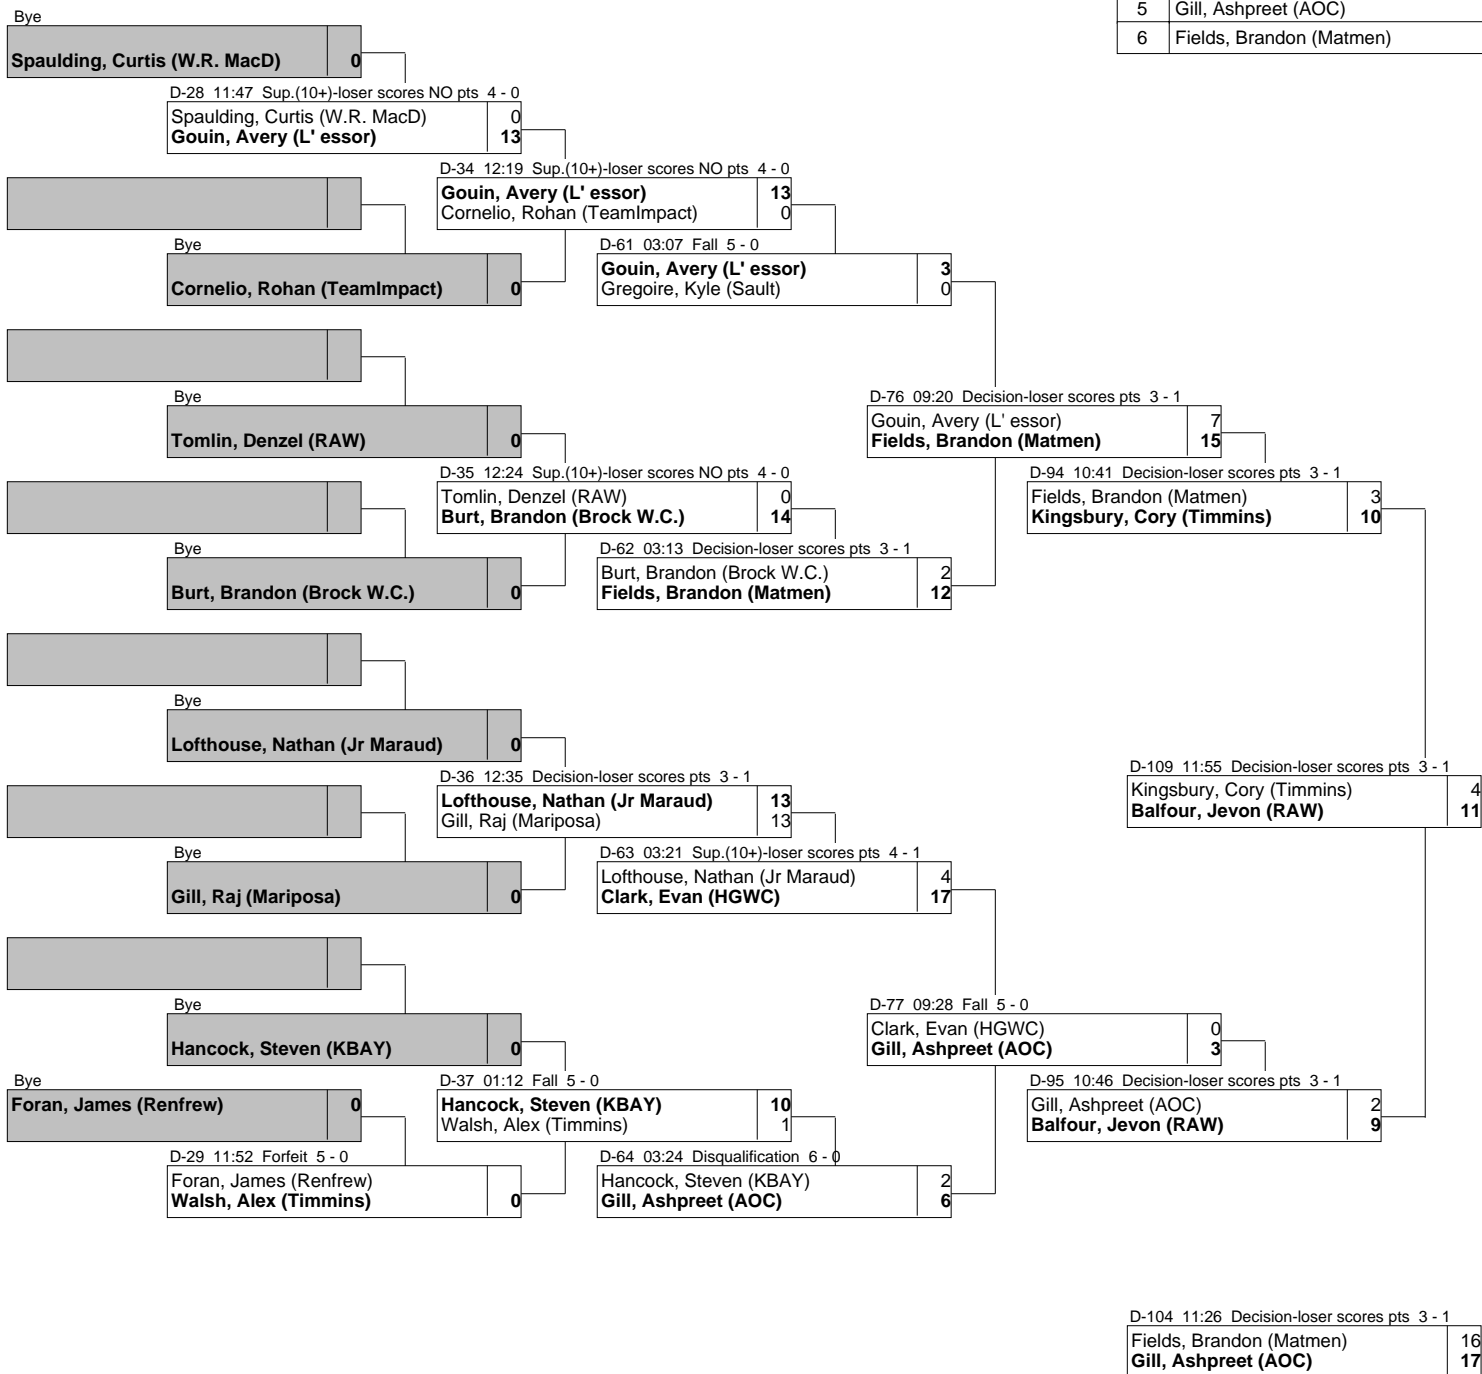 5 Gill, Ashpreet (AOC)
6 Fields, Brandon (Matmen)
Bye
Spaulding, Curtis (W.R. MacD) 0
D-28 11:47 Sup.(10+)-loser scores NO pts 4 - 0
Spaulding, Curtis (W.R. MacD) 0
Gouin, Avery (L' essor) 13
D-34 12:19 Sup.(10+)-loser scores NO pts 4 - 0
Gouin, Avery (L' essor) 13
Cornelio, Rohan (TeamImpact) 0
Bye
Cornelio, Rohan (TeamImpact) 0
D-61 03:07 Fall 5 - 0
Gouin, Avery (L' essor) 3
Gregoire, Kyle (Sault) 0
Bye
Tomlin, Denzel (RAW) 0
D-76 09:20 Decision-loser scores pts 3 - 1
Gouin, Avery (L' essor) 7
Fields, Brandon (Matmen) 15
D-35 12:24 Sup.(10+)-loser scores NO pts 4 - 0
Tomlin, Denzel (RAW) 0
Burt, Brandon (Brock W.C.) 14
D-94 10:41 Decision-loser scores pts 3 - 1
Fields, Brandon (Matmen) 3
Kingsbury, Cory (Timmins) 10
Bye
Burt, Brandon (Brock W.C.) 0
D-62 03:13 Decision-loser scores pts 3 - 1
Burt, Brandon (Brock W.C.) 2
Fields, Brandon (Matmen) 12
Bye
Lofthouse, Nathan (Jr Maraud) 0
D-36 12:35 Decision-loser scores pts 3 - 1
Lofthouse, Nathan (Jr Maraud) 13
Gill, Raj (Mariposa) 13
D-109 11:55 Decision-loser scores pts 3 - 1
Kingsbury, Cory (Timmins) 4
Balfour, Jevon (RAW) 11
Bye
Gill, Raj (Mariposa) 0
D-63 03:21 Sup.(10+)-loser scores pts 4 - 1
Lofthouse, Nathan (Jr Maraud) 4
Clark, Evan (HGWC) 17
Bye
Hancock, Steven (KBAY) 0
D-77 09:28 Fall 5 - 0
Clark, Evan (HGWC) 0
Gill, Ashpreet (AOC) 3
Bye
Foran, James (Renfrew) 0
D-37 01:12 Fall 5 - 0
Hancock, Steven (KBAY) 10
Walsh, Alex (Timmins) 1
D-95 10:46 Decision-loser scores pts 3 - 1
Gill, Ashpreet (AOC) 2
Balfour, Jevon (RAW) 9
D-29 11:52 Forfeit 5 - 0
Foran, James (Renfrew)
Walsh, Alex (Timmins) 0
D-64 03:24 Disqualification 6 - 0
Hancock, Steven (KBAY) 2
Gill, Ashpreet (AOC) 6
D-104 11:26 Decision-loser scores pts 3 - 1
Fields, Brandon (Matmen) 16
Gill, Ashpreet (AOC) 17